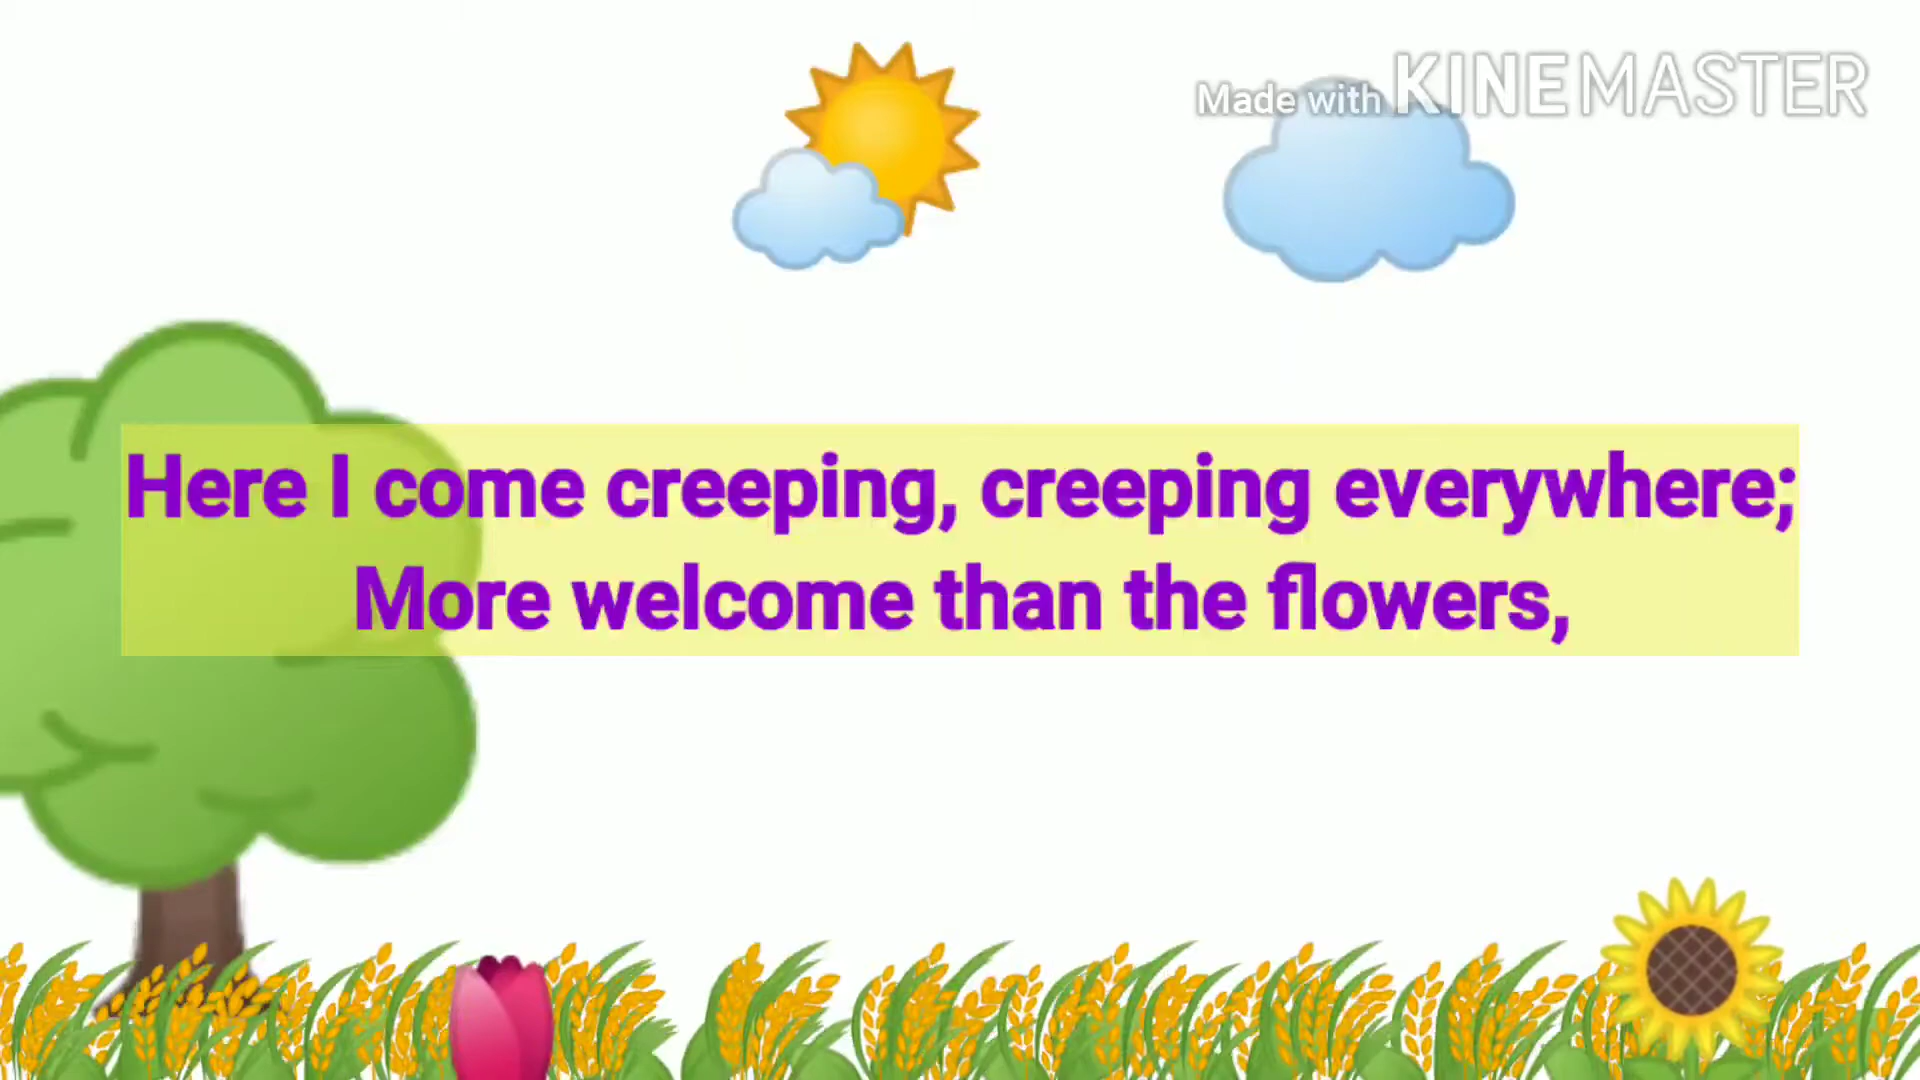 Made with KINEMASTER
Here I come creeping, creeping everywhere;
More welcome than the flowers,